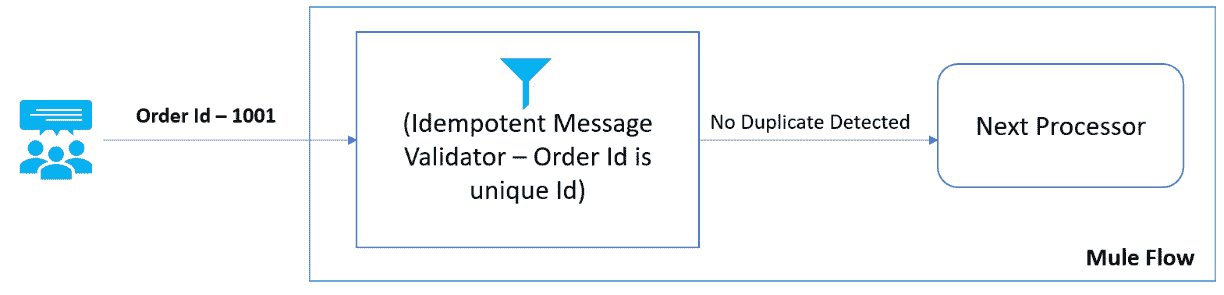 Order Id – 1001
(Idempotent Message
Validator – Order Id is
unique Id)
No Duplicate Detected
Next Processor
Mule Flow